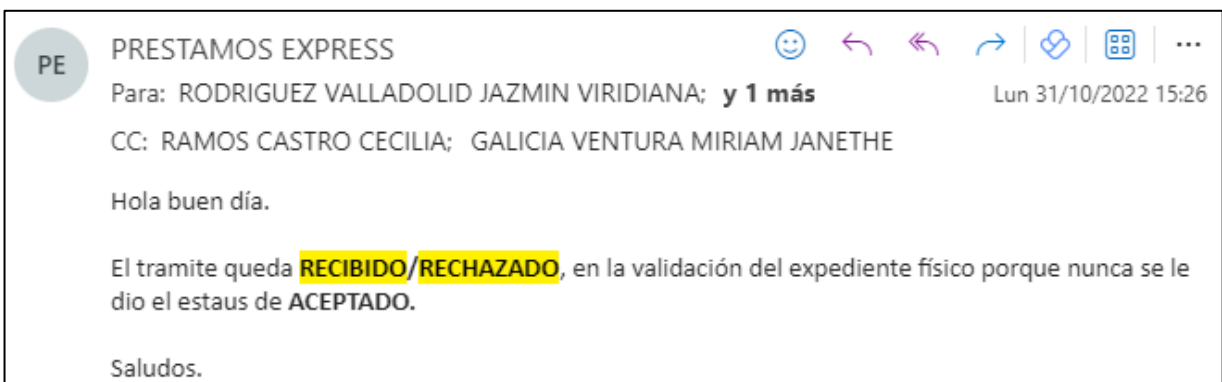 PE
PRESTAMOS EXPRESS
Para: RODRIGUEZ VALLADOLID JAZMIN VIRIDIANA; y 1 más
Lun 31/10/2022 15:26
CC: RAMOS CASTRO CECILIA; GALICIA VENTURA MIRIAM JANETHE
Hola buen día.
El tramite queda RECIBIDO/RECHAZADO, en la validación del expediente físico porque nunca se le
dio el estaus de ACEPTADO.
Saludos.